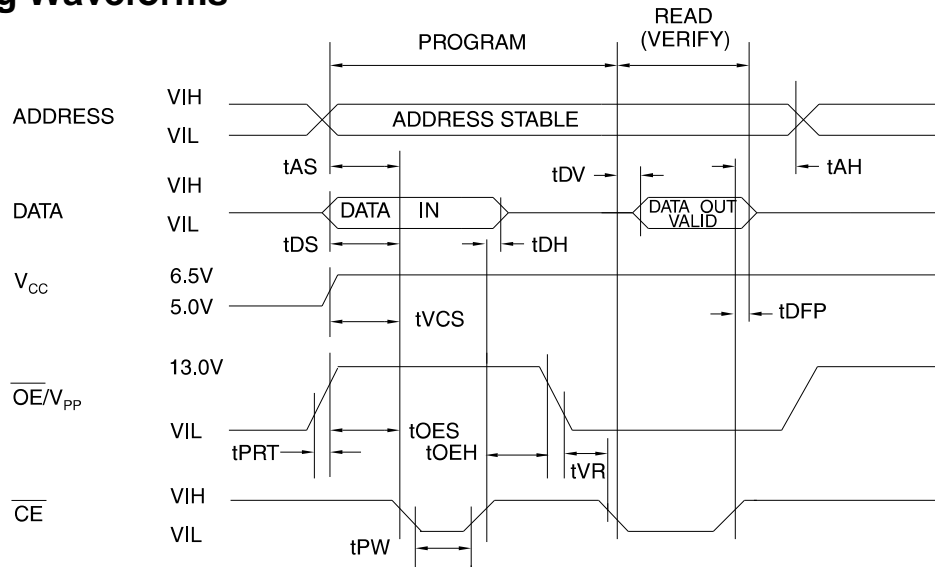 g Waveforms
READ
(VERIFY)
PROGRAM
ADDRESS
VIH
VIL
ADDRESS STABLE
tAS
tDV
tAH
DATA
VIH
VIL
DATA IN
DATA OUT
VALID
tDS
tDH
VCC
6.5V
5.0V
tVCS
tDFP
OE/VPP
13.0V
VIL
tPRT
tOES
tOEH
tVR
CE
VIH
VIL
tPW